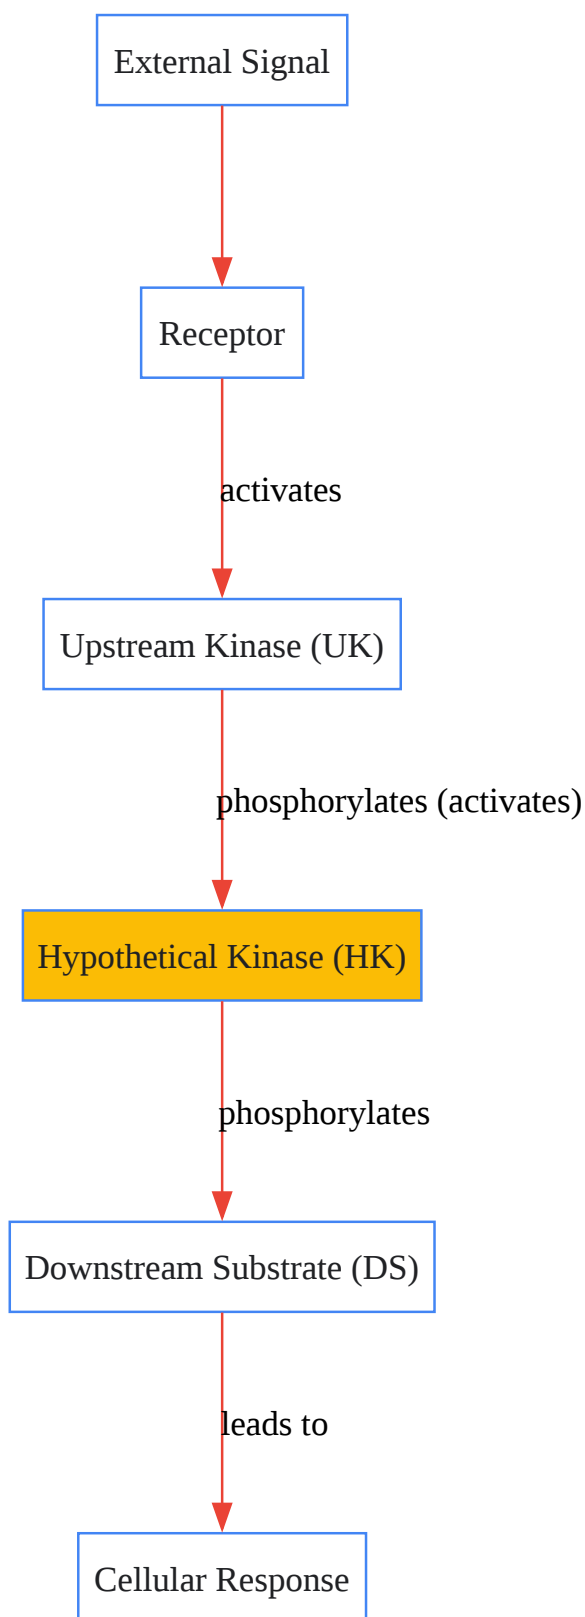 External Signal
Receptor
activates
Upstream Kinase (UK)
phosphorylates (activates)
Hypothetical Kinase (HK)
phosphorylates
Downstream Substrate (DS)
leads to
Cellular Response